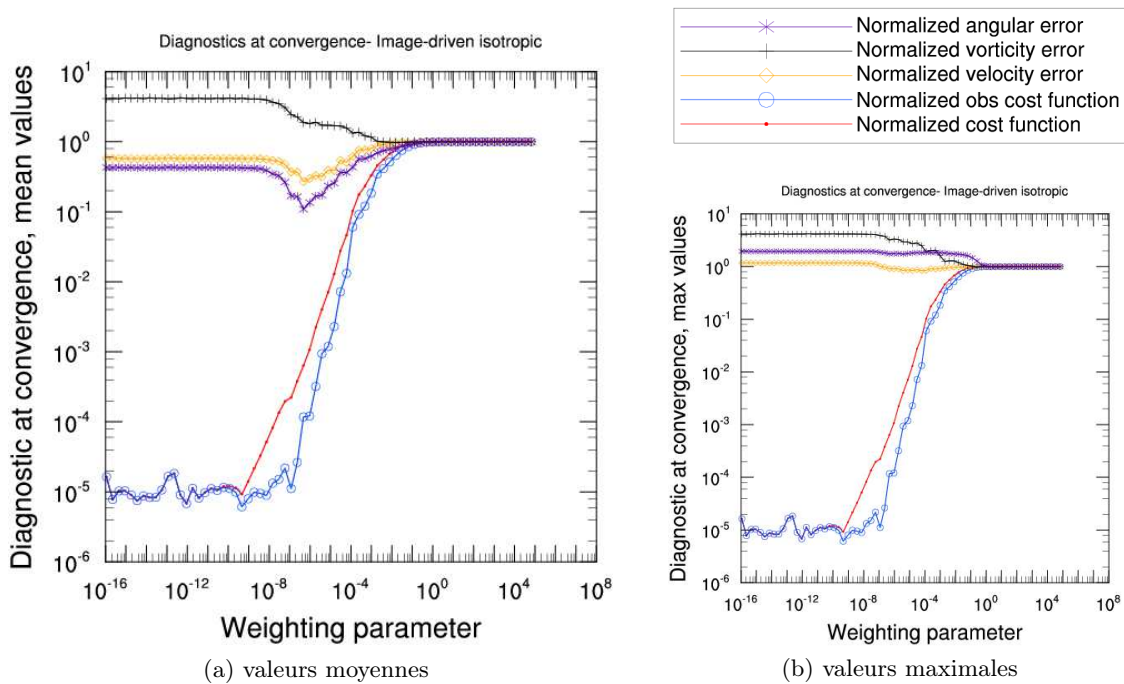 Diagnostics at convergence- Image-driven isotropic
Diagnostic at convergence, mean values
10^1
10^0
10^-1
10^-2
10^-3
10^-4
10^-5
10^-6
10^-16
10^-12
10^-8
10^-4
10^0
10^4
10^8
Weighting parameter
(a) valeurs moyennes
Normalized angular error
Normalized vorticity error
Normalized velocity error
Normalized obs cost function
Normalized cost function
Diagnostics at convergence- Image-driven isotropic
Diagnostic at convergence, max values
10^1
10^0
10^-1
10^-2
10^-3
10^-4
10^-5
10^-6
10^-16
10^-12
10^-8
10^-4
10^0
10^4
10^8
Weighting parameter
(b) valeurs maximales